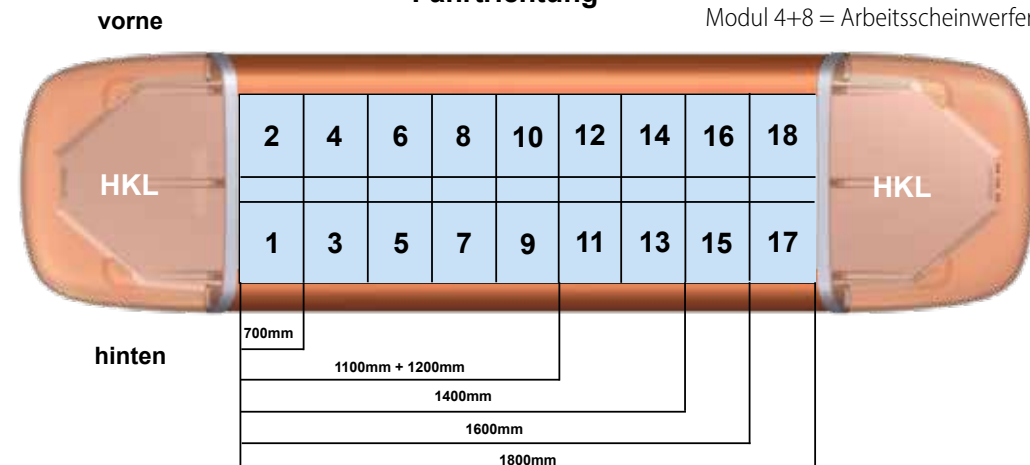 Fahrtrichtung
vorne
Modul 4+8 = Arbeitsscheinwerfer
2 4 6 8 10 12 14 16 18
HKL HKL
1 3 5 7 9 11 13 15 17
700mm
hinten
1100mm + 1200mm
1400mm
1600mm
1800mm